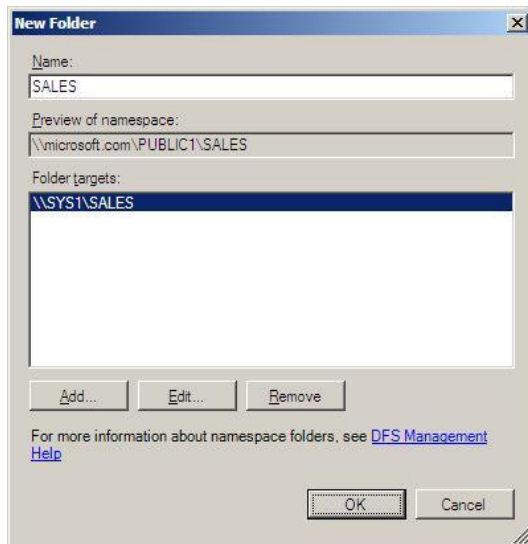 New Folder
Name:
SALES
Preview of namespace:
\\microsoft.com\PUBLIC1\SALES
Folder targets:
\\SYS1\SALES
Add... Edit... Remove
For more information about namespace folders, see DFS Management
Help
OK Cancel